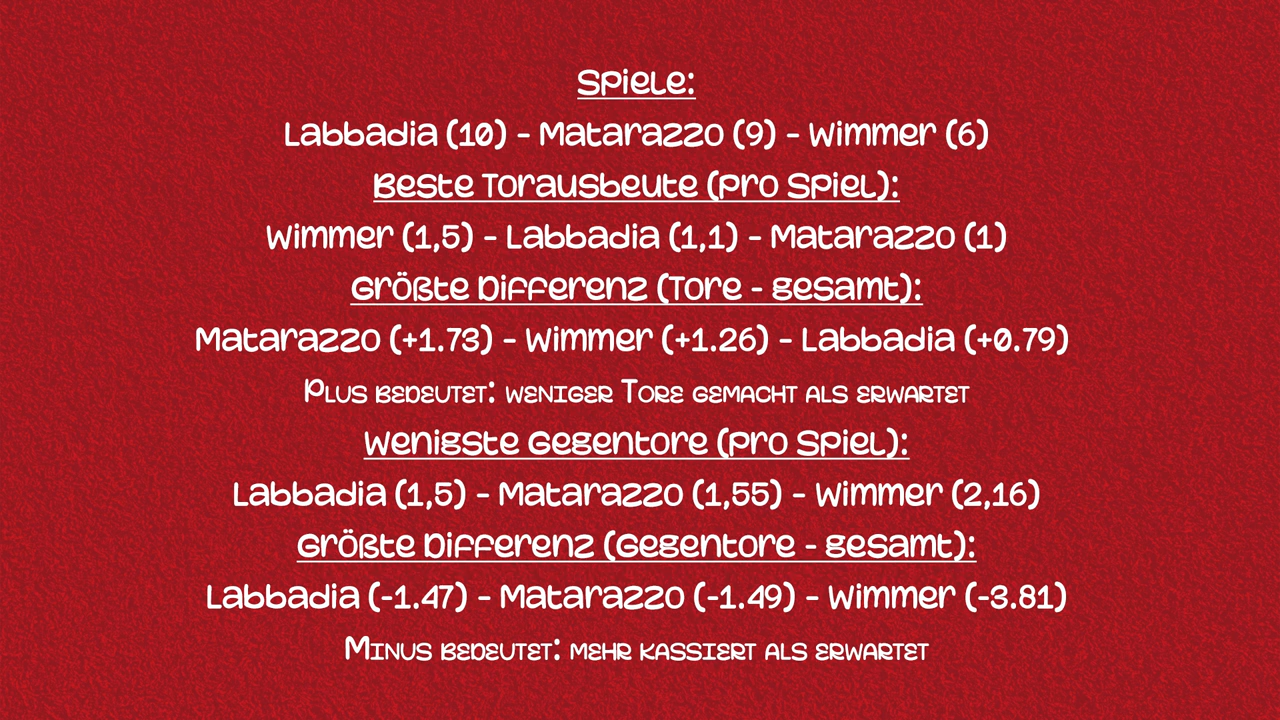 Spiele:
Labbadia (10) - Matarazzo (9) - Wimmer (6)
Beste Torausbeute (pro Spiel):
Wimmer (1,5) - Labbadia (1,1) - Matarazzo (1)
Größte Differenz (Tore - gesamt):
Matarazzo (+1.73) - Wimmer (+1.26) - Labbadia (+0.79)
Plus bedeutet: weniger Tore gemacht als erwartet
Wenigste Gegentore (pro Spiel):
Labbadia (1,5) - Matarazzo (1,55) - Wimmer (2,16)
Größte Differenz (Gegentore - gesamt):
Labbadia (-1.47) - Matarazzo (-1.49) - Wimmer (-3.81)
Minus bedeutet: mehr kassiert als erwartet